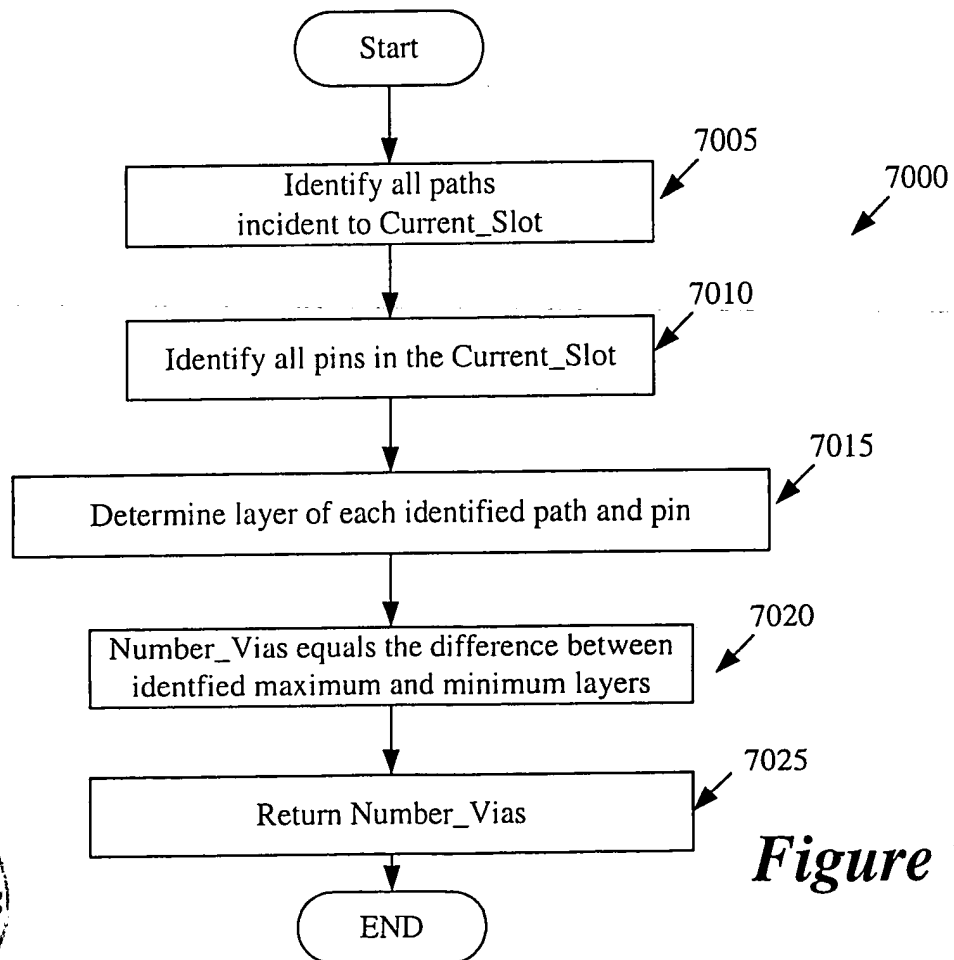 Start
7005
7000
Identify all paths
incident to Current_Slot
7010
Identify all pins in the Current_Slot
7015
Determine layer of each identified path and pin
7020
Number_Vias equals the difference between
identfied maximum and minimum layers
7025
Return Number_Vias
Figure
END